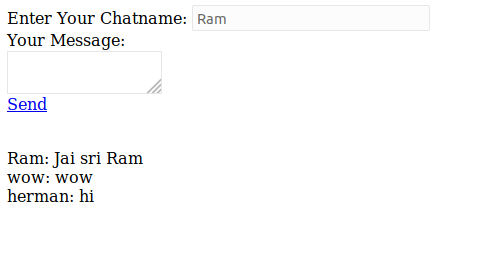 Enter Your Chatname: Ram
Your Message:
Send
Ram: Jai sri Ram
wow: wow
herman: hi